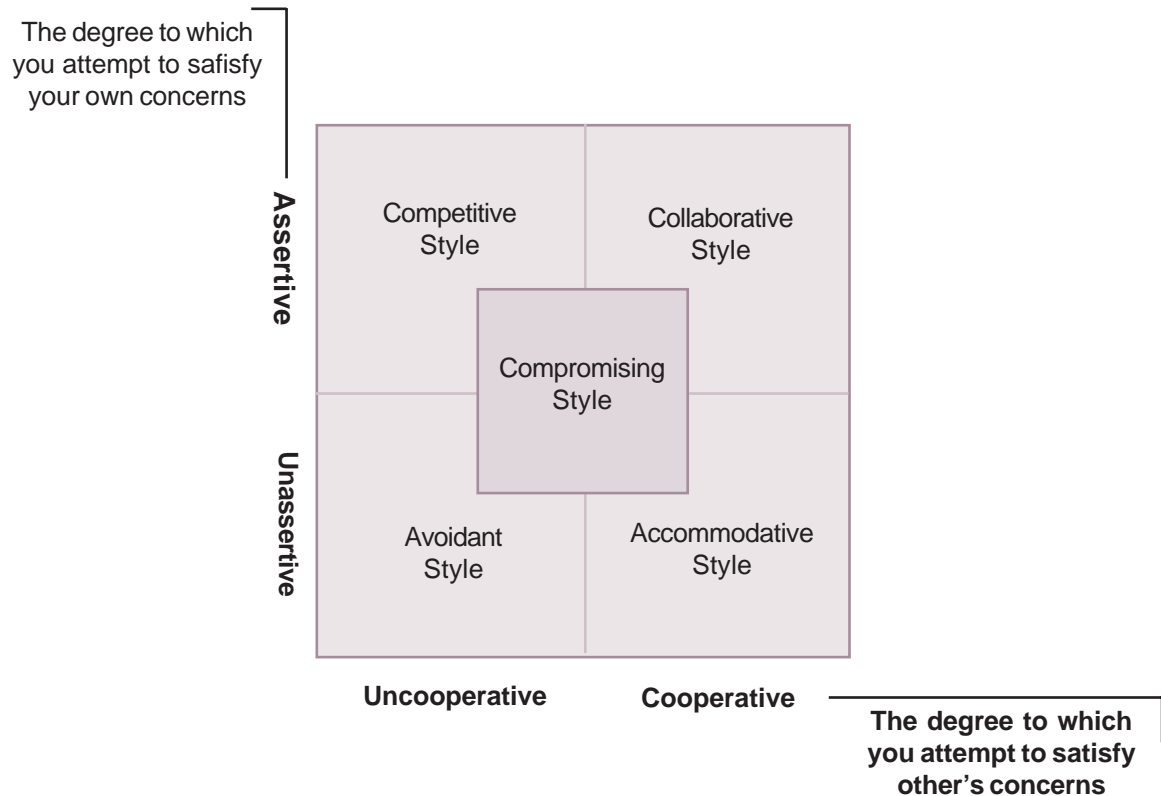 The degree to which
you attempt to safisfy
your own concerns
Assertive
Competitive
Style
Collaborative
Style
Compromising
Style
Unassertive
Avoidant
Style
Accommodative
Style
Uncooperative
Cooperative
The degree to which
you attempt to satisfy
other's concerns